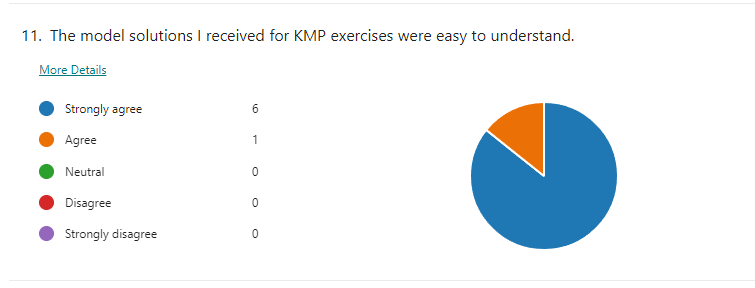 11. The model solutions I received for KMP exercises were easy to understand.
More Details
Strongly agree 6
Agree 1
Neutral 0
Disagree 0
Strongly disagree 0